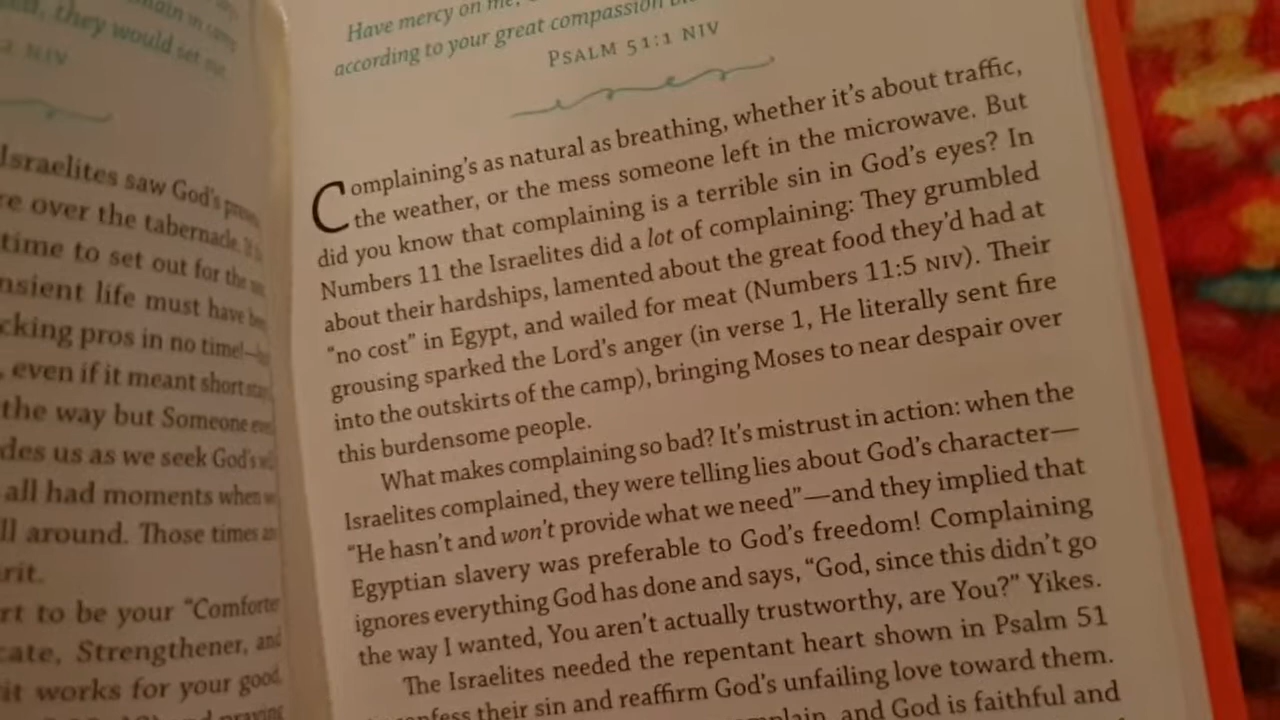 they would set out.
NIV
Israelites saw God's
over the tabernacle.
time to set out for the
life must have
pros in no time!
, even if it meant short
the way but Someone
us as we seek God's
all had moments when
around. Those times
to be your "Comforter
Strengthener, and
it works for your good
Have mercy on me,
according to your great compassion
PSALM 51:1 NIV
Complaining's as natural as breathing, whether it's about traffic,
the weather, or the mess someone left in the microwave. But
did you know that complaining is a terrible sin in God's eyes? In
Numbers 11 the Israelites did a lot of complaining: They grumbled
about their hardships, lamented about the great food they'd had at
"no cost" in Egypt, and wailed for meat (Numbers 11:5 NIV). Their
grousing sparked the Lord's anger (in verse 1, He literally sent fire
into the outskirts of the camp), bringing Moses to near despair over
this burdensome people.
What makes complaining so bad? It's mistrust in action: when the
Israelites complained, they were telling lies about God's character—
"He hasn't and won't provide what we need"—and they implied that
Egyptian slavery was preferable to God's freedom! Complaining
ignores everything God has done and says, "God, since this didn't go
the way I wanted, You aren't actually trustworthy, are You?" Yikes.
The Israelites needed the repentant heart shown in Psalm 51
their sin and reaffirm God's unfailing love toward them.
and God is faithful and